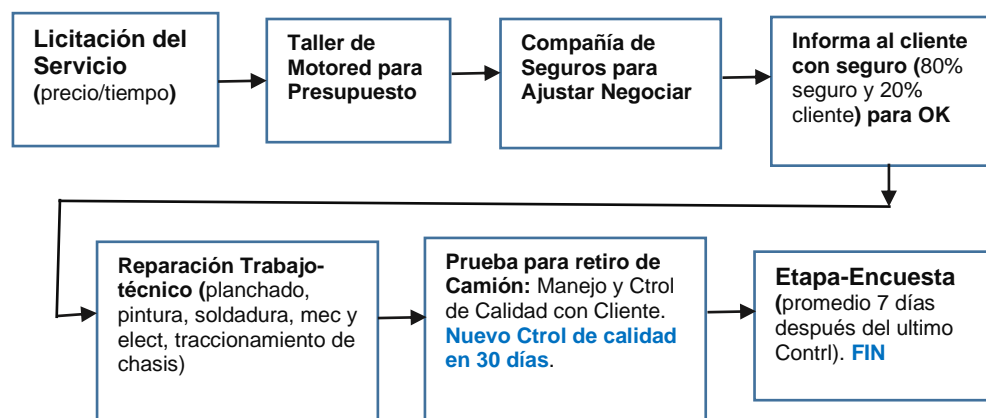 Licitación del
Servicio
(precio/tiempo)
Taller de
Motored para
Presupuesto
Compañía de
Seguros para
Ajustar Negociar
Informa al cliente
con seguro (80%
seguro y 20%
cliente) para OK
Reparación Trabajo-
técnico (planchado,
pintura, soldadura, mec y
elect, traccionamiento de
chasis)
Prueba para retiro de
Camión: Manejo y Ctrol
de Calidad con Cliente.
Nuevo Ctrol de calidad
en 30 días.
Etapa-Encuesta
(promedio 7 días
después del ultimo
Contrl). FIN